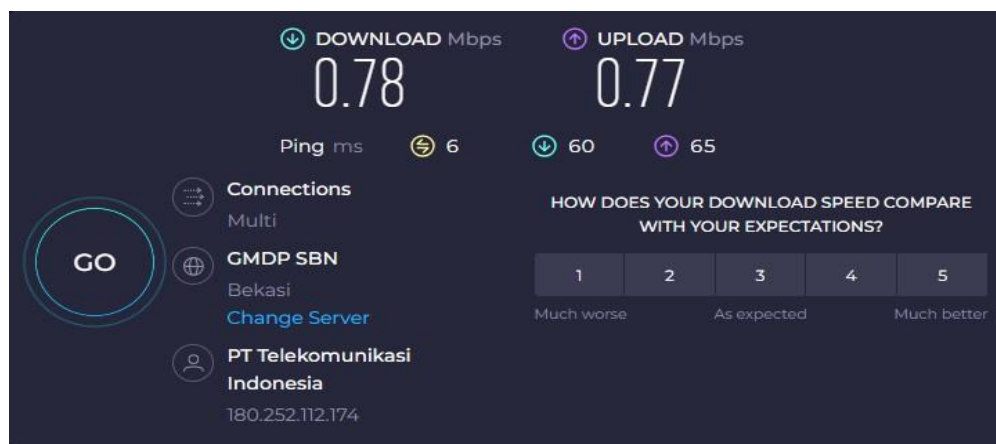 DOWNLOAD Mbps
0.78
UPLOAD Mbps
0.77
Ping ms 6 60 65
GO
Connections
Multi
GMDP SBN
Bekasi
Change Server
PT Telekomunikasi
Indonesia
180.252.112.174
HOW DOES YOUR DOWNLOAD SPEED COMPARE
WITH YOUR EXPECTATIONS?
1 2 3 4 5
Much worse As expected Much better